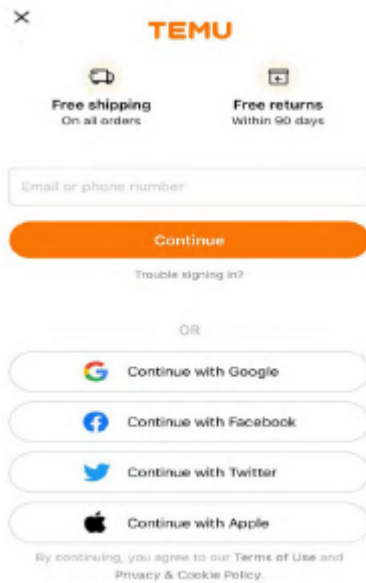 TEMU
Free shipping
On all orders
Free returns
Within 90 days
Email or phone number
Continue
Trouble signing in?
OR
Continue with Google
Continue with Facebook
Continue with Twitter
Continue with Apple
By continuing, you agree to our Terms of Use and
Privacy & Cookie Policy.